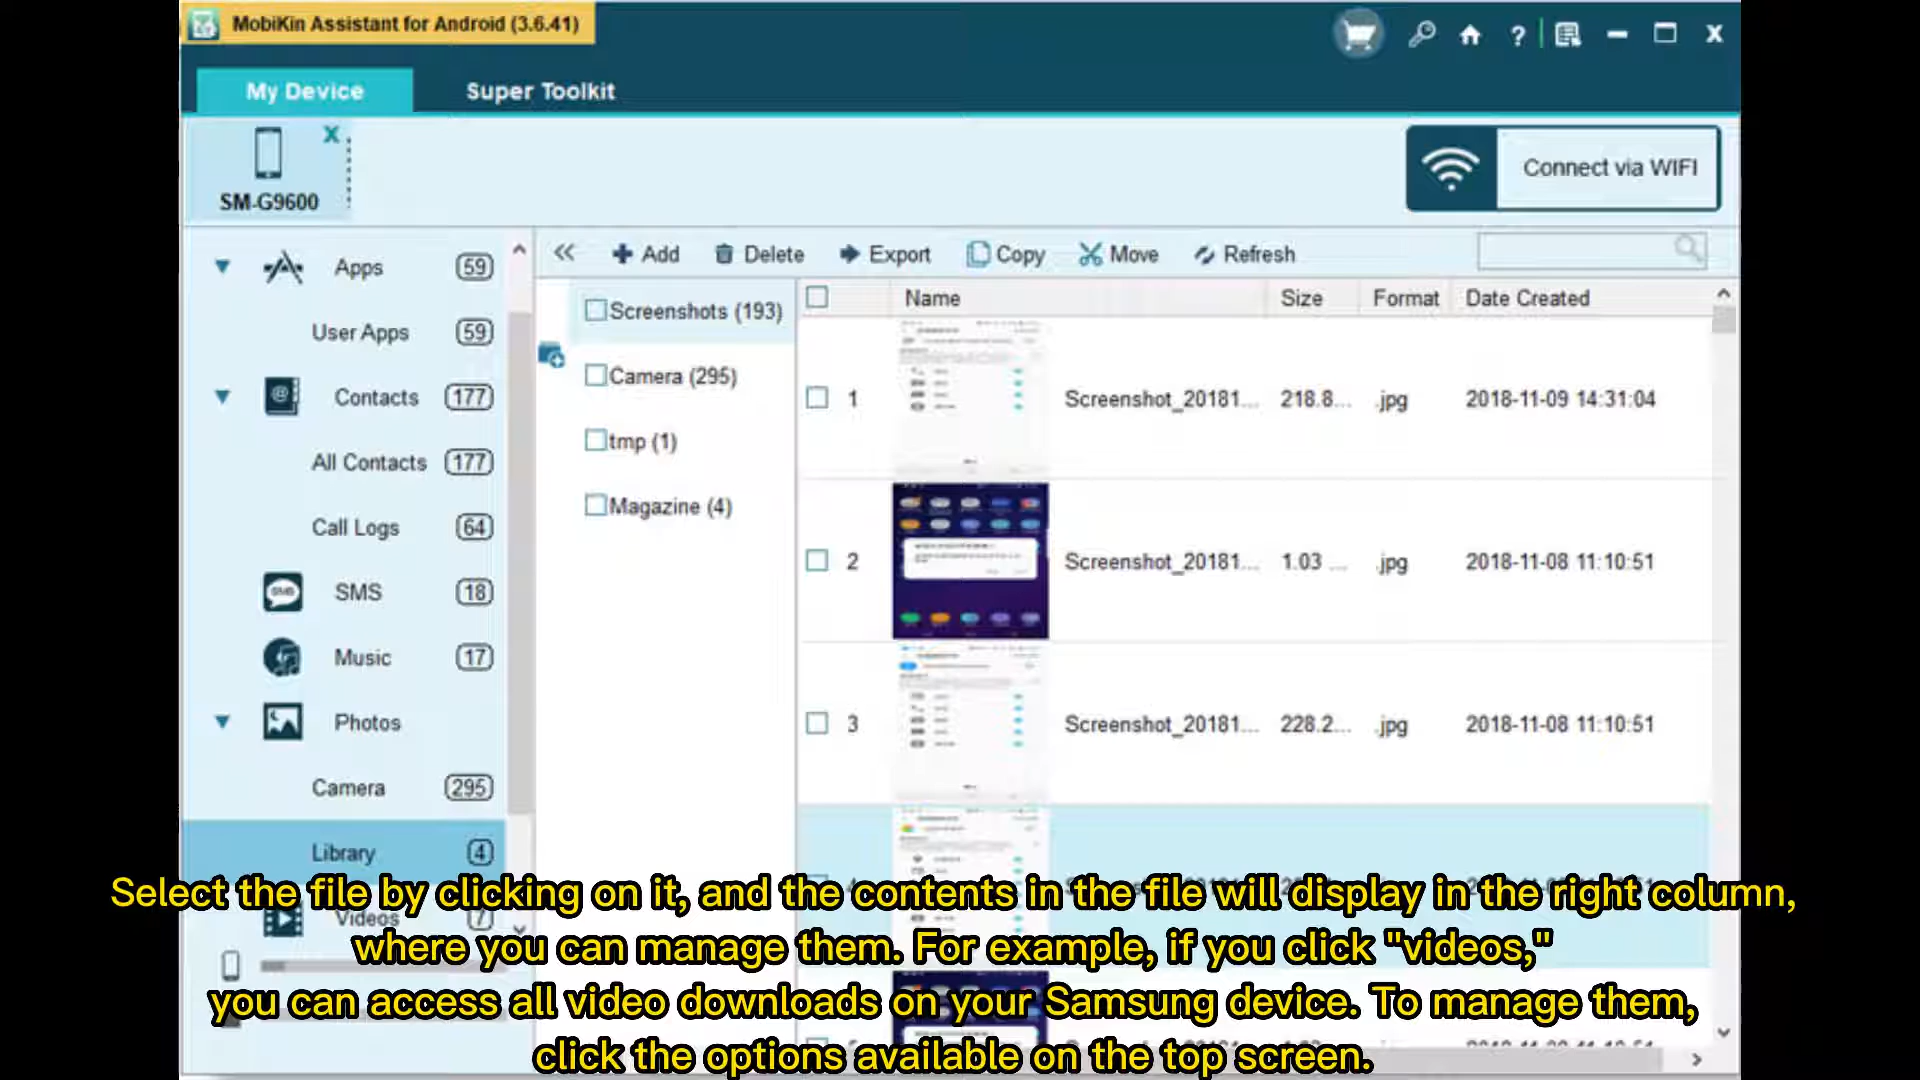 MobiKin Assistant for Android (3.6.41)
My Device
Super Toolkit
SM-G9600
Connect via WIFI
Add
Delete
Export
Copy
Move
Refresh
Apps 59
User Apps 59
Contacts 177
All Contacts 177
Call Logs 64
SMS 18
Music 17
Photos
Camera 295
Library 4
Videos 7
Screenshots (193)
Camera (295)
tmp (1)
Magazine (4)
Name Size Format Date Created
1 Screenshot_20181... 218.8... .jpg 2018-11-09 14:31:04
2 Screenshot_20181... 1.03 ... .jpg 2018-11-08 11:10:51
3 Screenshot_20181... 228.2... .jpg 2018-11-08 11:10:51
Select the file by clicking on it, and the contents in the file will display in the right column,
where you can manage them. For example, if you click "videos,"
you can access all video downloads on your Samsung device. To manage them,
click the options available on the top screen.